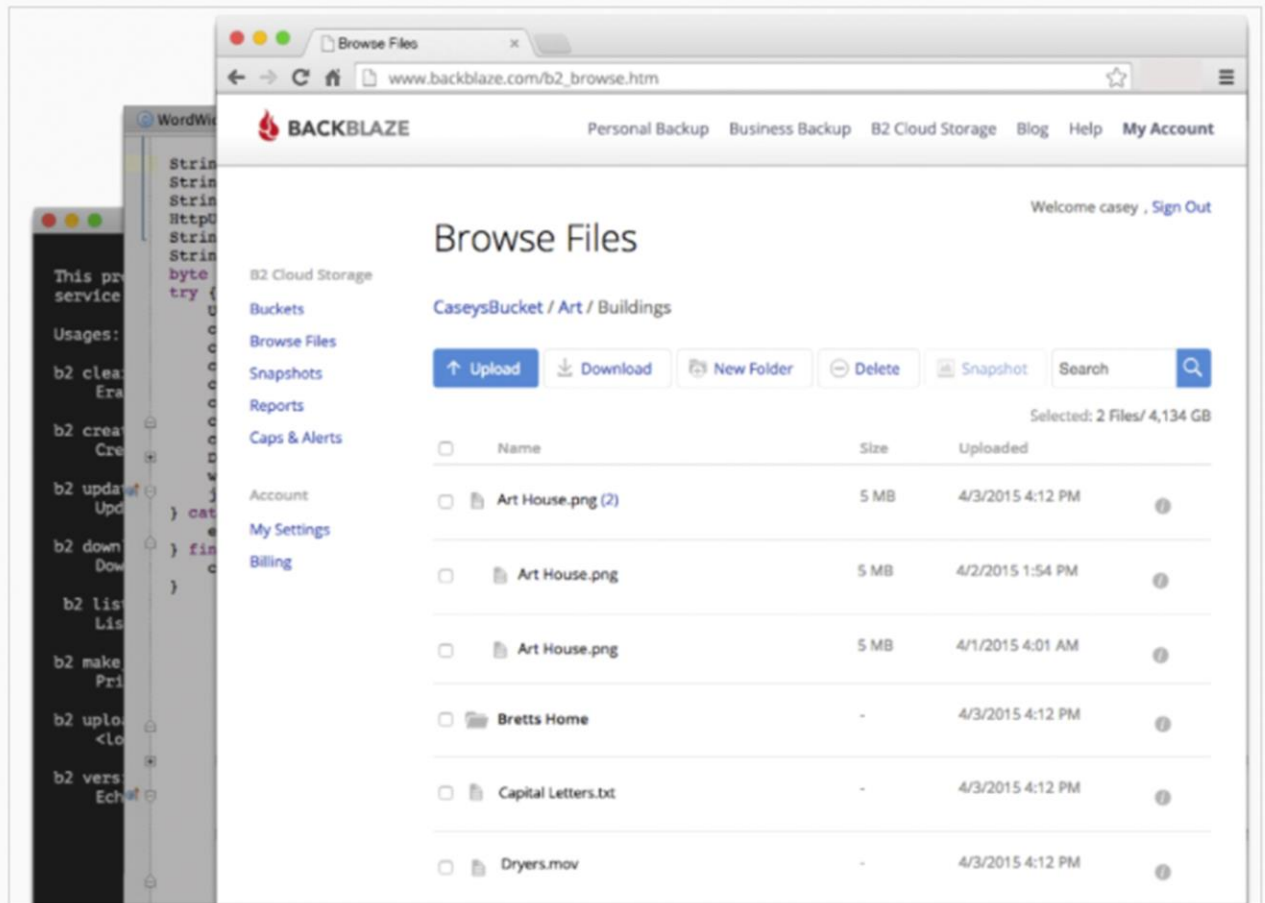 Browse Files
www.backblaze.com/b2_browse.htm
BACKBLAZE
Personal Backup Business Backup B2 Cloud Storage Blog Help My Account
Welcome casey , Sign Out
Browse Files
CaseysBucket / Art / Buildings
Upload Download New Folder Delete Snapshot Search
Selected: 2 Files/ 4,134 GB
Name Size Uploaded
Art House.png (2) 5 MB 4/3/2015 4:12 PM
Art House.png 5 MB 4/2/2015 1:54 PM
Art House.png 5 MB 4/1/2015 4:01 AM
Bretts Home - 4/3/2015 4:12 PM
Capital Letters.txt - 4/3/2015 4:12 PM
Dryers.mov - 4/3/2015 4:12 PM
B2 Cloud Storage
Buckets
Browse Files
Snapshots
Reports
Caps & Alerts
Account
My Settings
Billing
WordWi
Strin
Strin
Strin
HttpU
Strin
Strin
byte
try {
U
c
c
c
c
c
c
D
w
j
} cat
e
} fin
c
}
This pr
service
Usages:
b2 clea
Era
b2 crea
Cre
b2 upda
Upd
b2 down
Dow
b2 lis
Lis
b2 make
Pri
b2 uplo
<lo
b2 vers
Ech